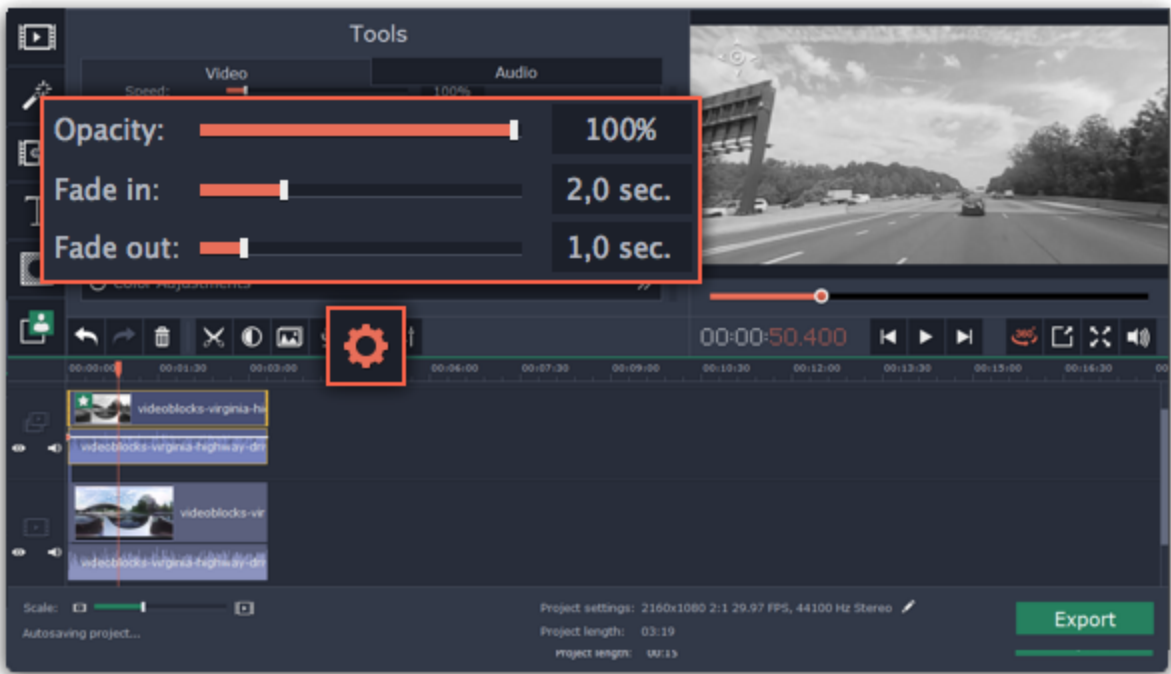 Tools
Video
Audio
Speed:
100%
Opacity:
100%
Fade in:
2,0 sec.
Fade out:
1,0 sec.
Color Adjustments
T
360°
00:00:50.400
00:00:00 00:01:30 00:03:00 00:06:00 00:07:30 00:09:00 00:10:30 00:12:00 00:13:30 00:15:00 00:16:30 00
videoblocks-virginia-hi
videoblocks-virginia-highway-dri
videoblocks-vir
videoblocks-virginia-highway-dri
Scale:
Project settings: 2160x1080 2:1 29.97 FPS, 44100 Hz Stereo
Export
Autosaving project...
Project length: 03:19
Project length: 00:15